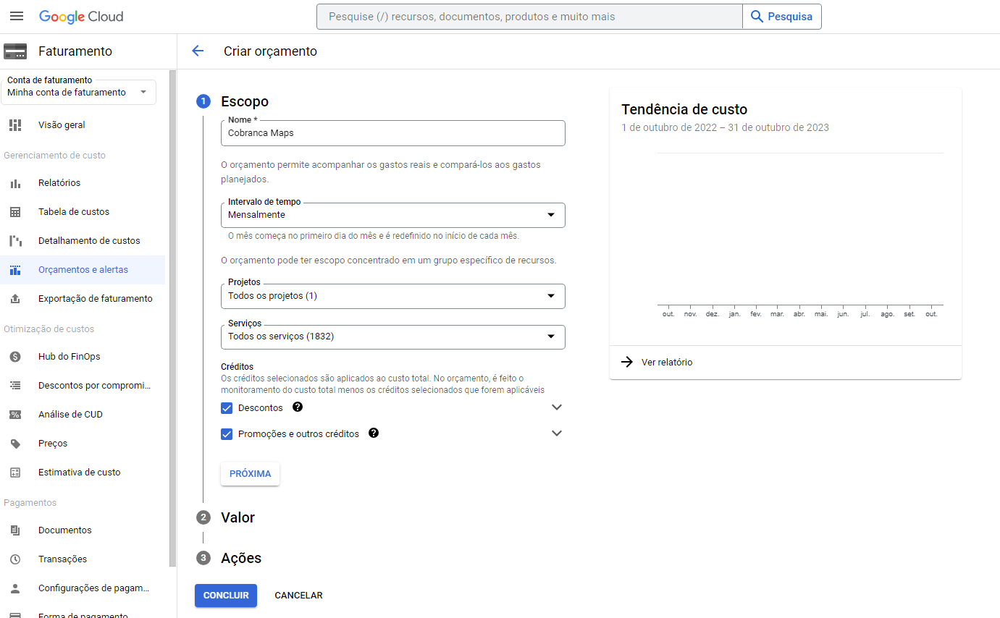 Google Cloud
Pesquise (/) recursos, documentos, produtos e muito mais
Pesquisa
Faturamento
Criar orçamento
Conta de faturamento
Minha conta de faturamento
Visão geral
Gerenciamento de custo
Relatórios
Tabela de custos
Detalhamento de custos
Orçamentos e alertas
Exportação de faturamento
Otimização de custos
Hub do FinOps
Descontos por compromi...
Análise de CUD
Preços
Estimativa de custo
Pagamentos
Documentos
Transações
Configurações de pagam...
Forma de pagamento
1 Escopo
Nome *
Cobranca Maps
O orçamento permite acompanhar os gastos reais e compará-los aos gastos
planejados.
Intervalo de tempo
Mensalmente
O mês começa no primeiro dia do mês e é redefinido no início de cada mês.
O orçamento pode ter escopo concentrado em um grupo específico de recursos.
Projetos
Todos os projetos (1)
Serviços
Todos os serviços (1832)
Créditos
Os créditos selecionados são aplicados ao custo total. No orçamento, é feito o
monitoramento do custo total menos os créditos selecionados que forem aplicáveis
Descontos ?
Promoções e outros créditos ?
PRÓXIMA
2 Valor
3 Ações
CONCLUIR CANCELAR
Tendência de custo
1 de outubro de 2022 – 31 de outubro de 2023
out. nov. dez. jan. fev. mar. abr. mai. jun. jul. ago. set. out.
Ver relatório